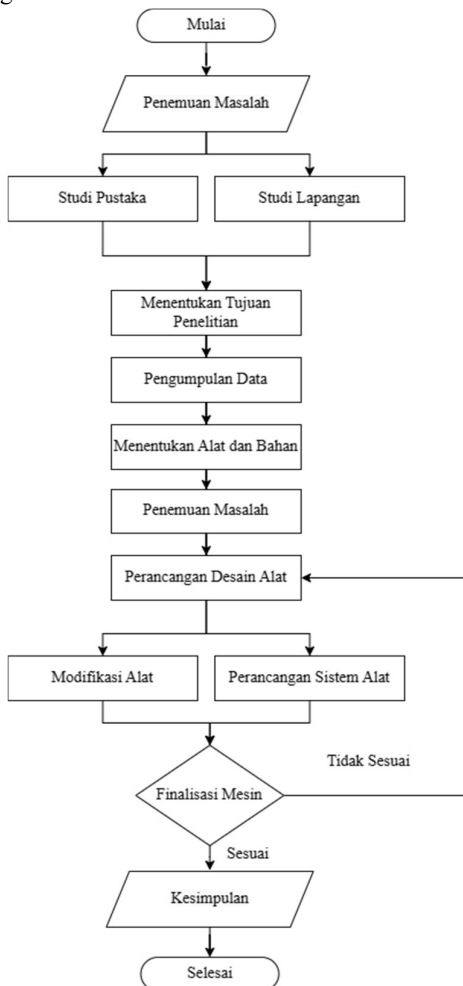 Mulai
Penemuan Masalah
Studi Pustaka
Studi Lapangan
Menentukan Tujuan
Penelitian
Pengumpulan Data
Menentukan Alat dan Bahan
Penemuan Masalah
Perancangan Desain Alat
Modifikasi Alat
Perancangan Sistem Alat
Tidak Sesuai
Finalisasi Mesin
Sesuai
Kesimpulan
Selesai